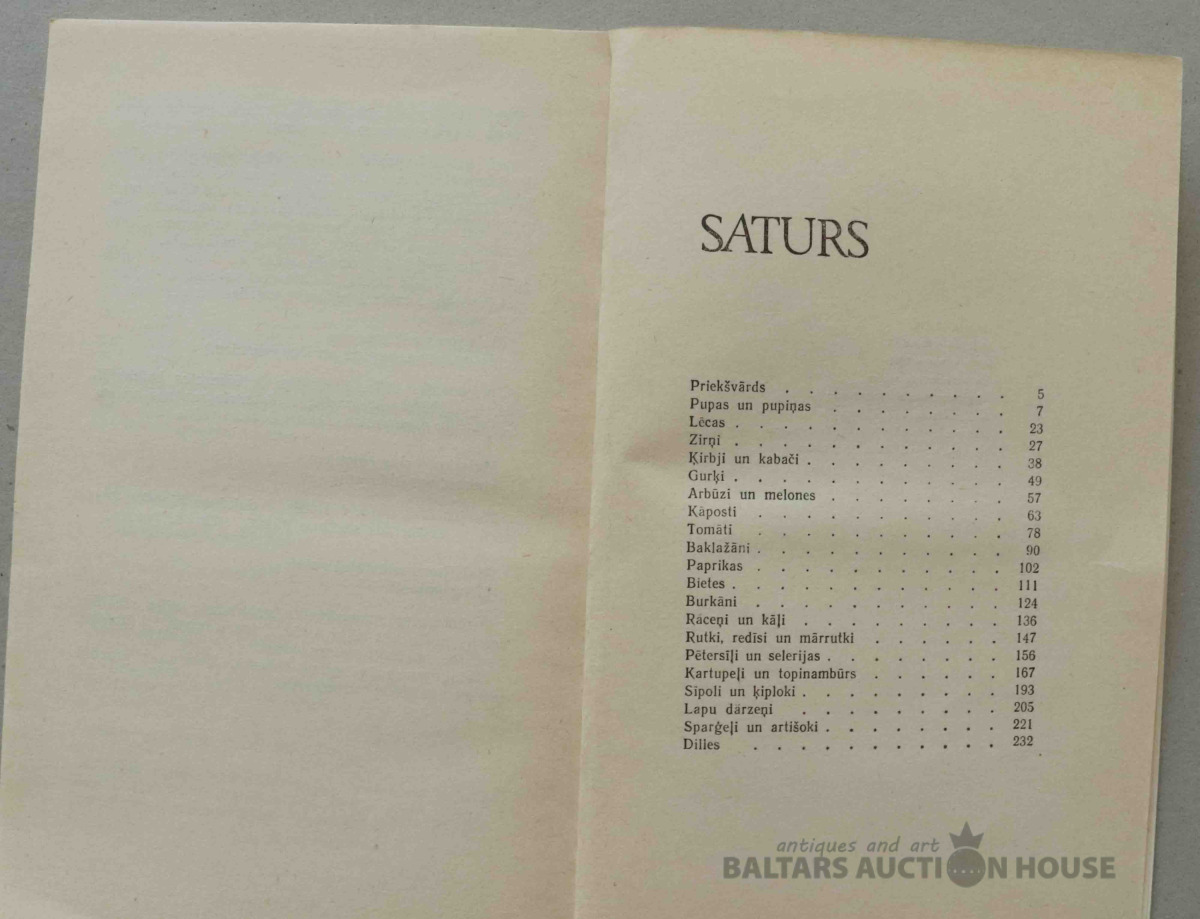 SATURS
Priekšvārds . . . . . . . . . . 5
Pupas un pupiņas . . . . . . . . 7
Lēcas . . . . . . . . . . . . 23
Zirņi . . . . . . . . . . . . 27
Ķirbji un kabači . . . . . . . . . 38
Gurķi . . . . . . . . . . . . 49
Arbūzi un melones . . . . . . . . 57
Kāposti . . . . . . . . . . . 63
Tomāti . . . . . . . . . . . 78
Baklažāni . . . . . . . . . . . 90
Paprikas . . . . . . . . . . . 102
Bietes . . . . . . . . . . . . 111
Burkāni . . . . . . . . . . . 124
Rāceņi un kāļi . . . . . . . . . 136
Rutki, redīsi un mārrutki . . . . . . 147
Pētersīļi un selerijas . . . . . . . . 156
Kartupeļi un topinambūrs . . . . . . 167
Sīpoli un ķiploki . . . . . . . . . 193
Lapu dārzeņi . . . . . . . . . 205
Sparģeļi un artišoki . . . . . . . . 221
Dilles . . . . . . . . . . . 232
antiques and art
BALTARS AUCTION HOUSE